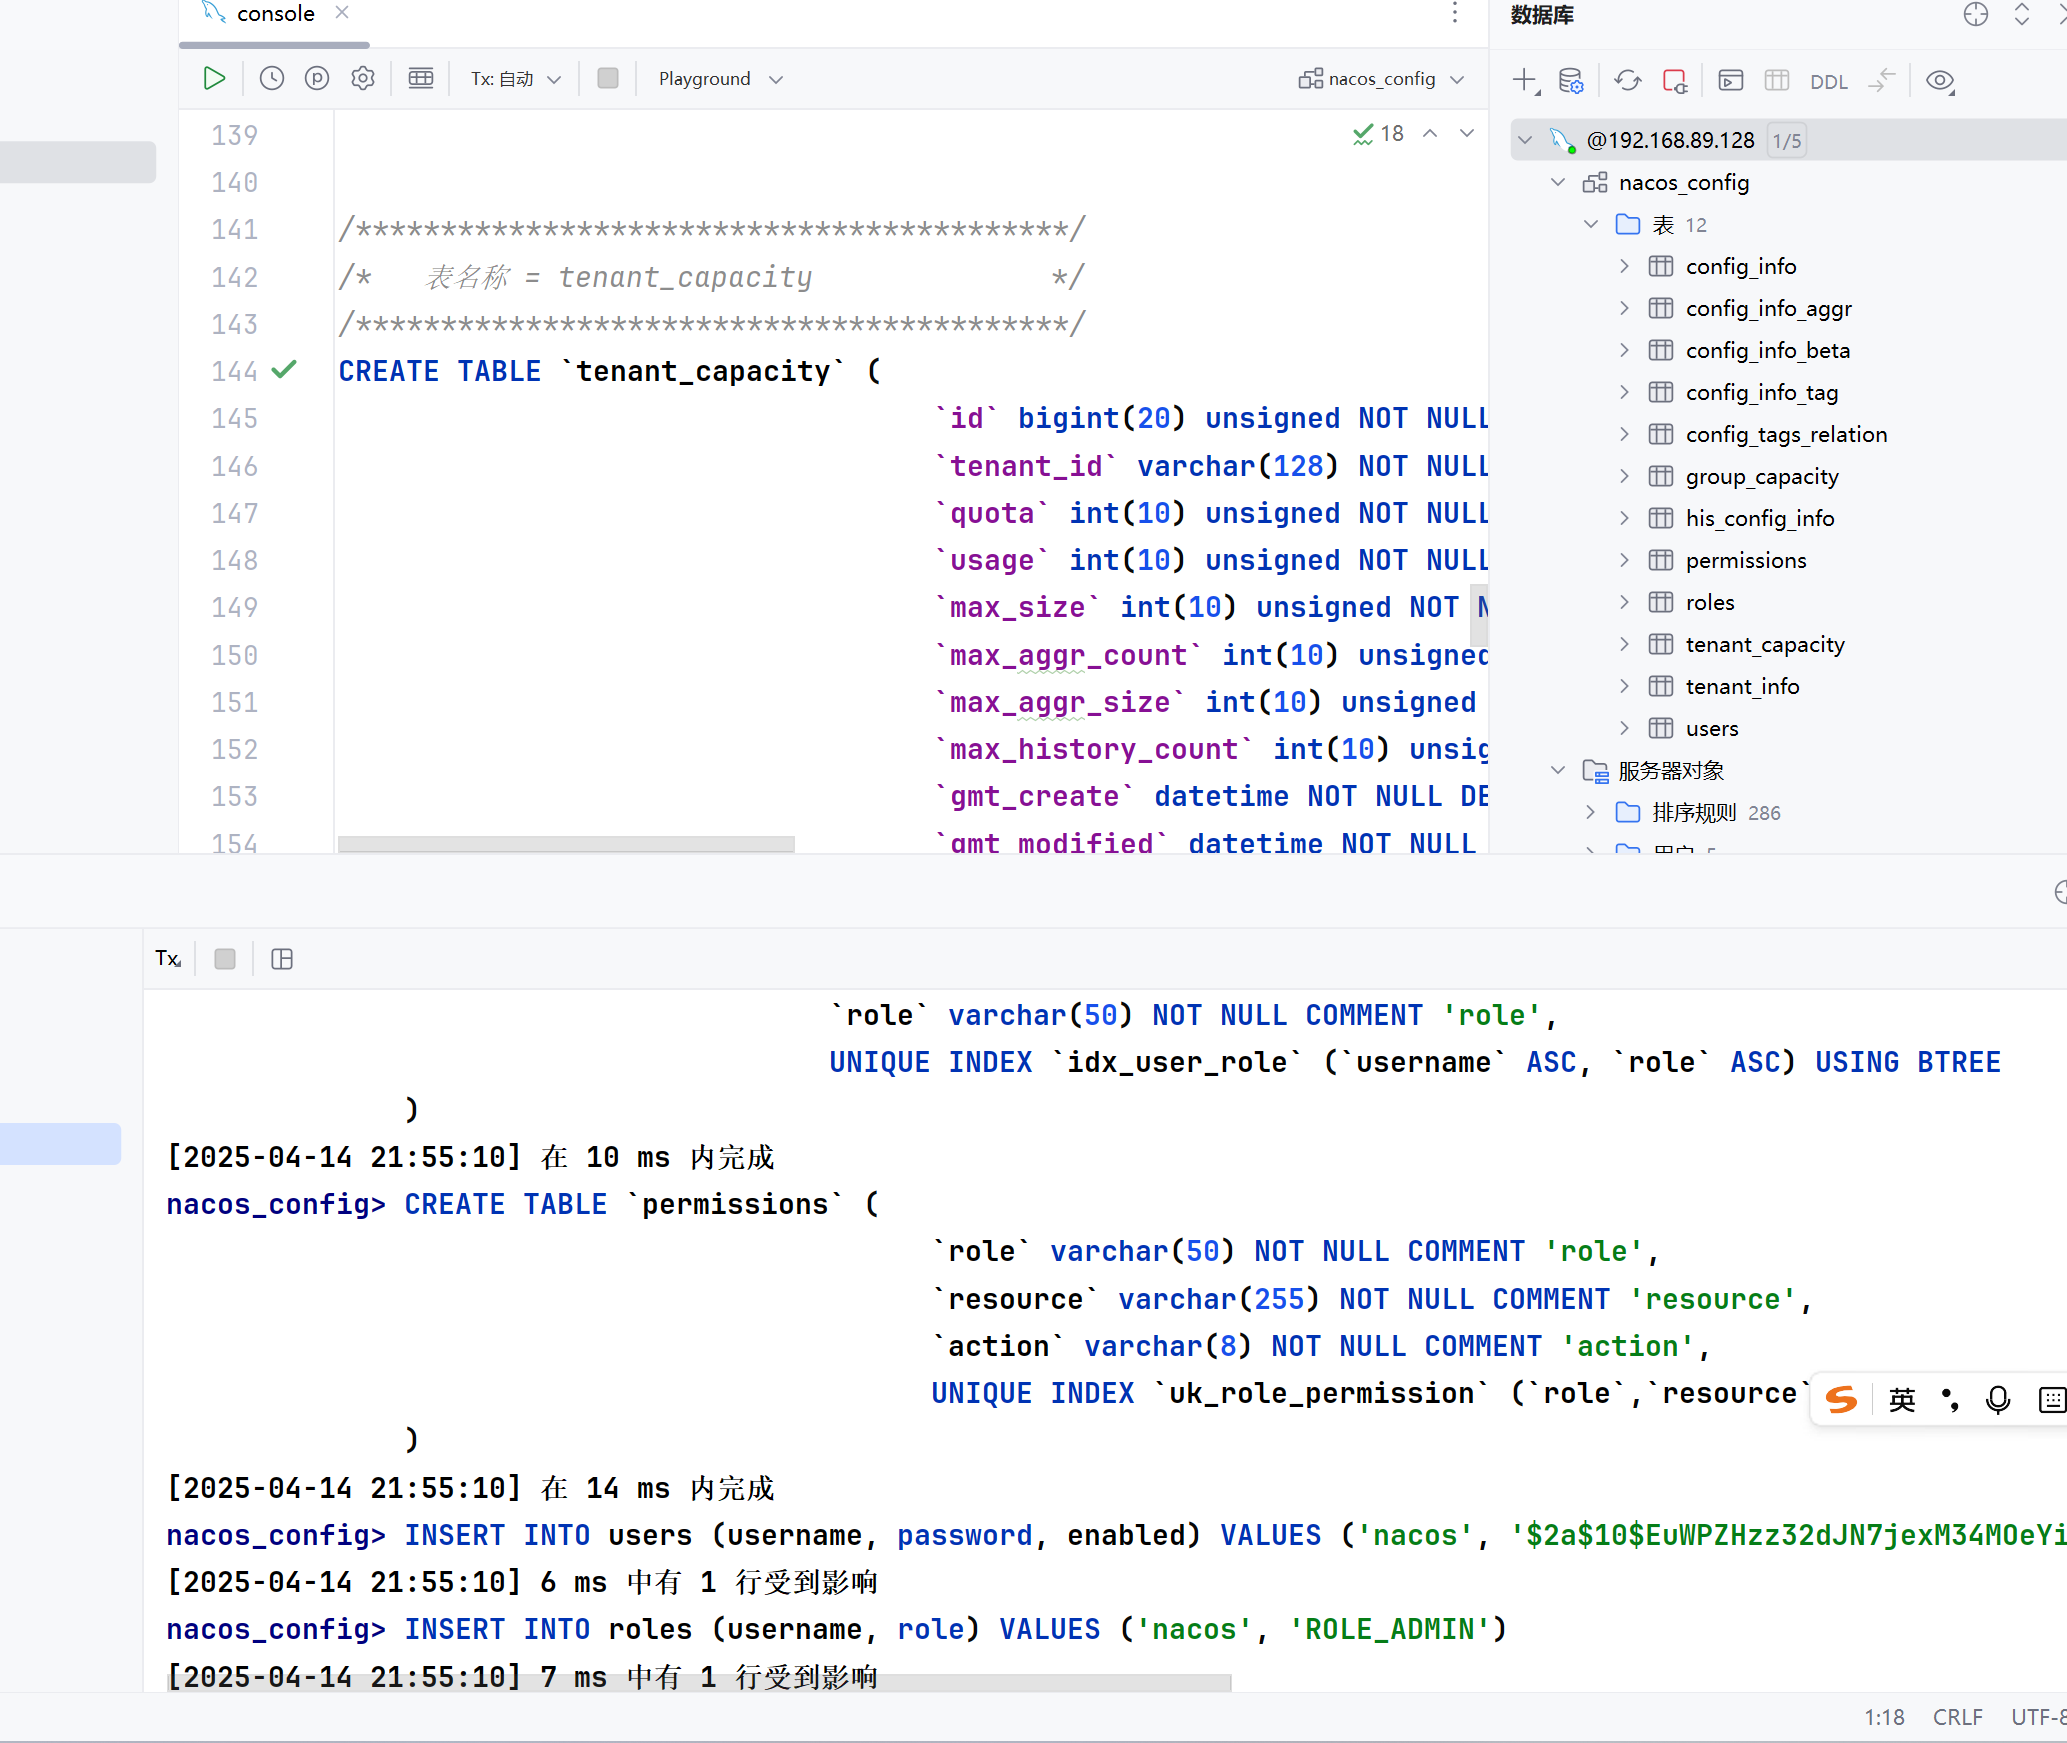 console
Tx: 自动
Playground
nacos_config
18
139
140
141 /******************************************/
142 /*   表名称 = tenant_capacity              */
143 /******************************************/
144 CREATE TABLE `tenant_capacity` (
145 `id` bigint(20) unsigned NOT NULL
146 `tenant_id` varchar(128) NOT NULL
147 `quota` int(10) unsigned NOT NULL
148 `usage` int(10) unsigned NOT NULL
149 `max_size` int(10) unsigned NOT N
150 `max_aggr_count` int(10) unsigned
151 `max_aggr_size` int(10) unsigned
152 `max_history_count` int(10) unsig
153 `gmt_create` datetime NOT NULL DE
154 `gmt_modified` datetime NOT NULL
数据库
DDL
@192.168.89.128 1/5
nacos_config
表 12
config_info
config_info_aggr
config_info_beta
config_info_tag
config_tags_relation
group_capacity
his_config_info
permissions
roles
tenant_capacity
tenant_info
users
服务器对象
排序规则 286
Tx
`role` varchar(50) NOT NULL COMMENT 'role',
UNIQUE INDEX `idx_user_role` (`username` ASC, `role` ASC) USING BTREE
)
[2025-04-14 21:55:10] 在 10 ms 内完成
nacos_config> CREATE TABLE `permissions` (
`role` varchar(50) NOT NULL COMMENT 'role',
`resource` varchar(255) NOT NULL COMMENT 'resource',
`action` varchar(8) NOT NULL COMMENT 'action',
UNIQUE INDEX `uk_role_permission` (`role`,`resource`
)
[2025-04-14 21:55:10] 在 14 ms 内完成
nacos_config> INSERT INTO users (username, password, enabled) VALUES ('nacos', '$2a$10$EuWPZHzz32dJN7jexM34MOeYi
[2025-04-14 21:55:10] 6 ms 中有 1 行受到影响
nacos_config> INSERT INTO roles (username, role) VALUES ('nacos', 'ROLE_ADMIN')
[2025-04-14 21:55:10] 7 ms 中有 1 行受到影响
英
1:18 CRLF UTF-8